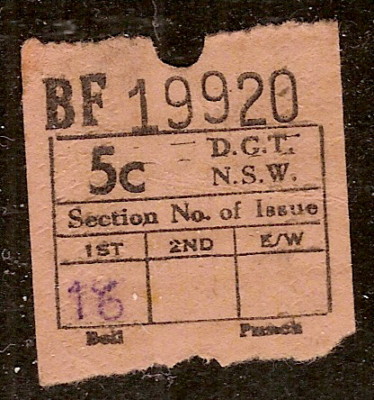 BF 19920
5c D.G.T.
N.S.W.
Section No. of Issue
1ST 2ND E/W
18
Bell Punch